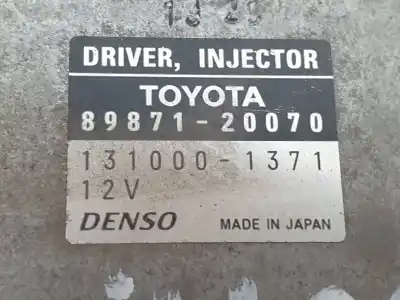 DRIVER, INJECTOR
TOYOTA
89871-20070
131000-1371
12V
DENSO MADE IN JAPAN